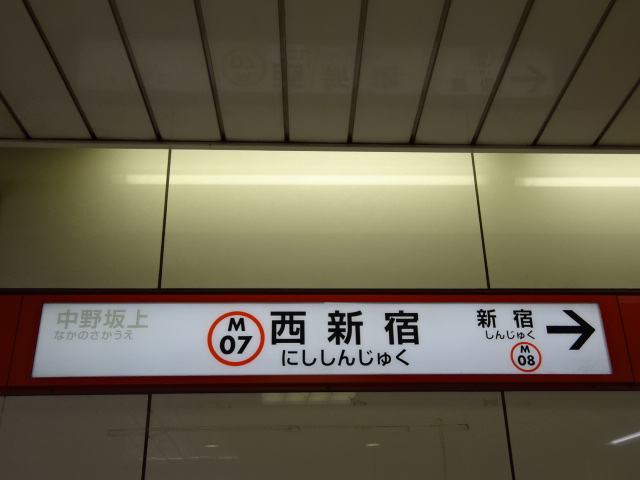 中野坂上
なかのさかうえ
M
07
西新宿
にししんじゅく
新宿
しんじゅく
M
08